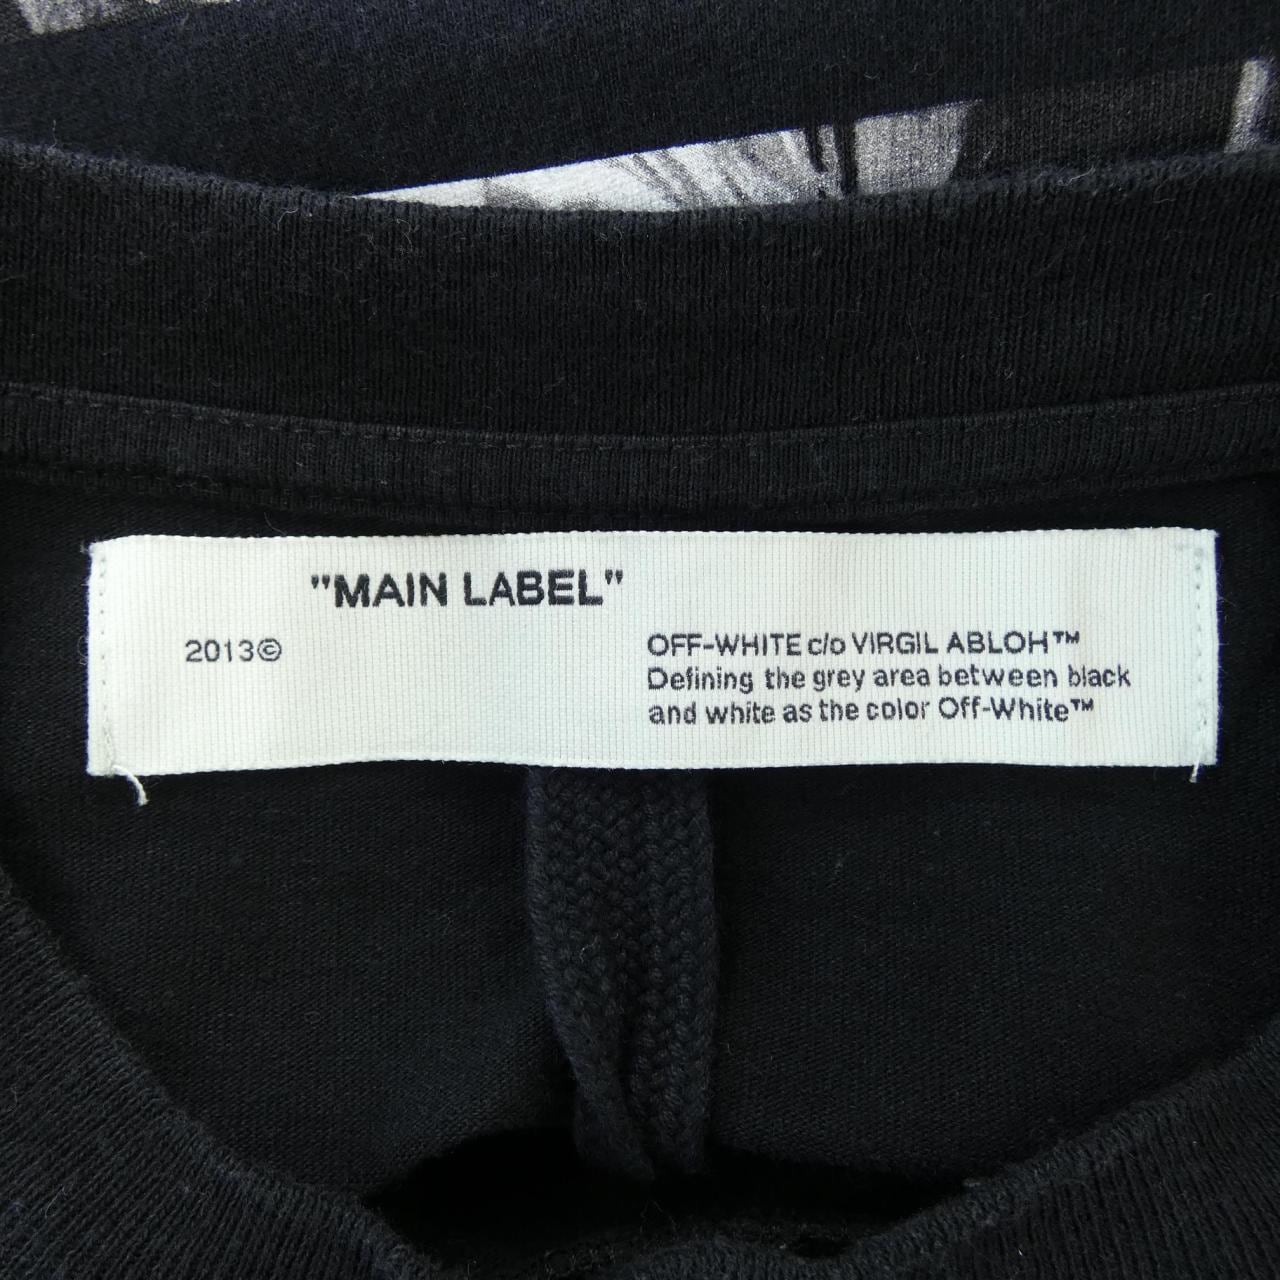 "MAIN LABEL"
2013©
OFF-WHITE c/o VIRGIL ABLOH™
Defining the grey area between black
and white as the color Off-White™